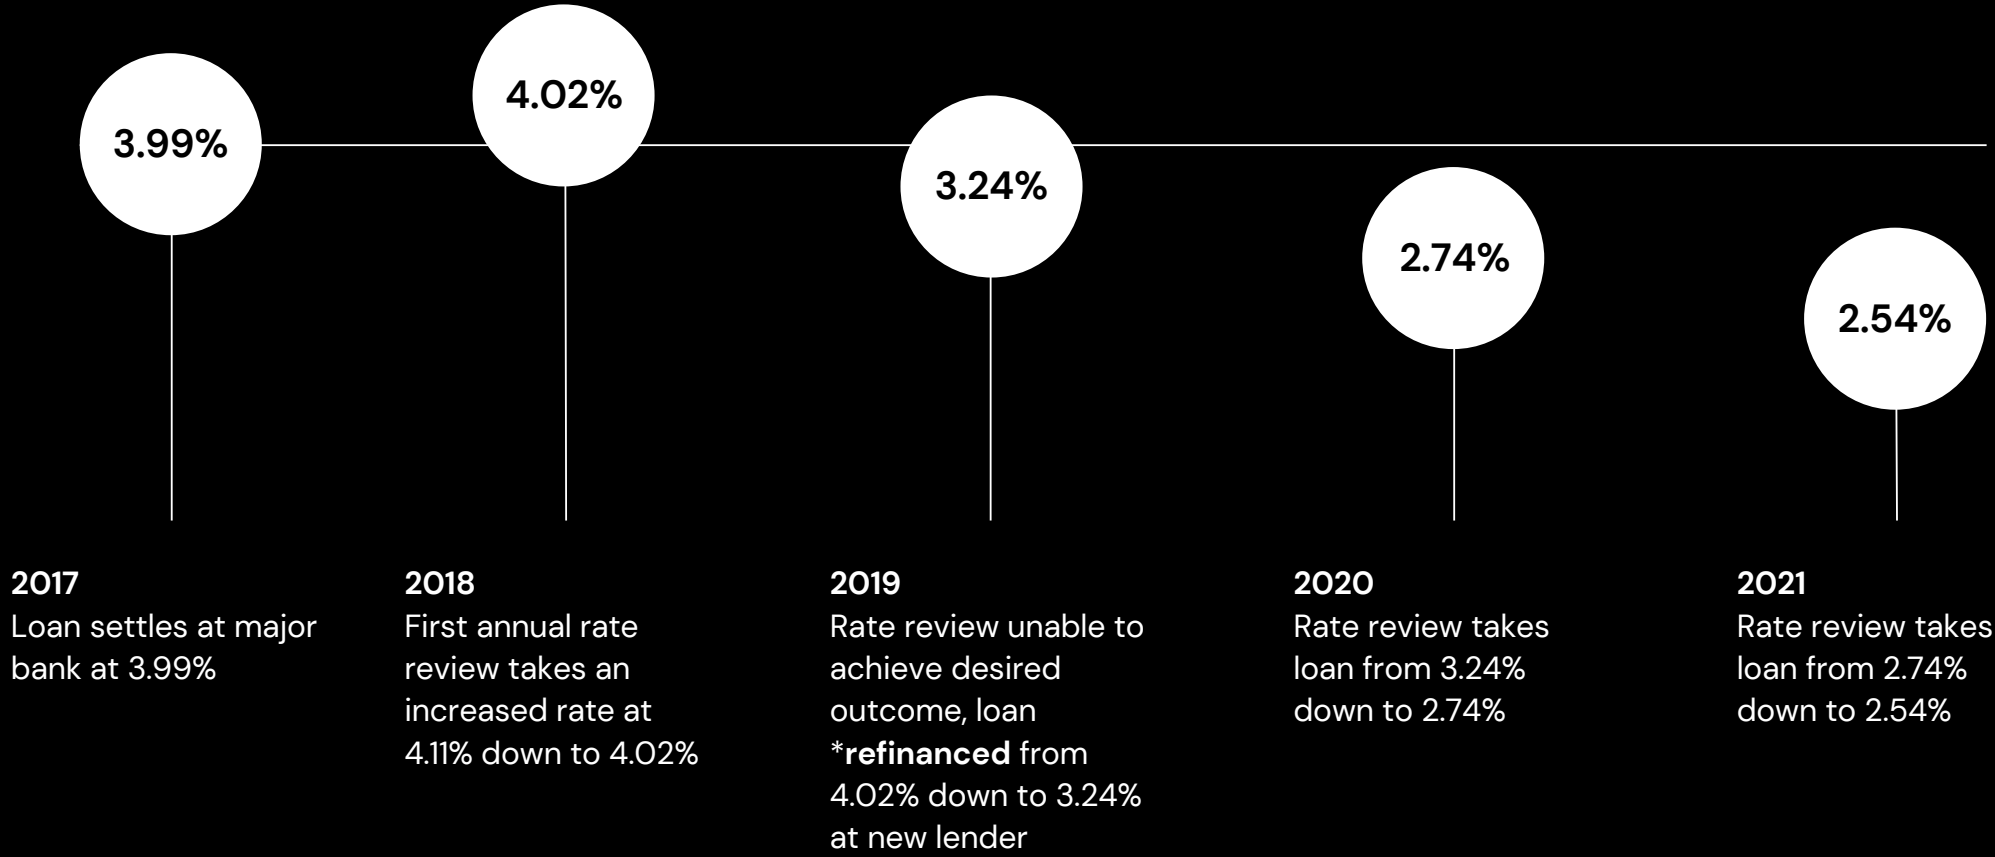 3.99%
4.02%
3.24%
2.74%
2.54%
2017
Loan settles at major
bank at 3.99%
2018
First annual rate
review takes an
increased rate at
4.11% down to 4.02%
2019
Rate review unable to
achieve desired
outcome, loan
*refinanced from
4.02% down to 3.24%
at new lender
2020
Rate review takes
loan from 3.24%
down to 2.74%
2021
Rate review takes
loan from 2.74%
down to 2.54%